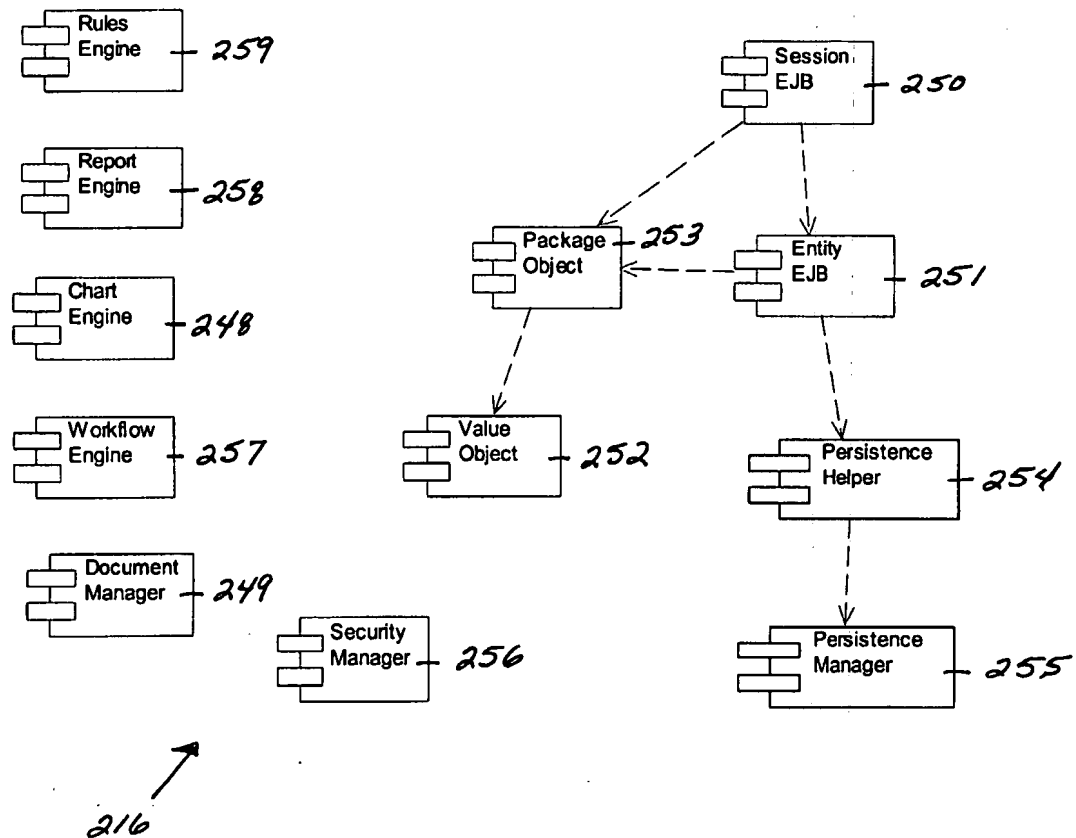 Rules
Engine
259
Session
EJB
250
Report
Engine
258
Package
Object
253
Entity
EJB
251
Chart
Engine
248
Workflow
Engine
257
Value
Object
252
Persistence
Helper
254
Document
Manager
249
Security
Manager
256
Persistence
Manager
255
216